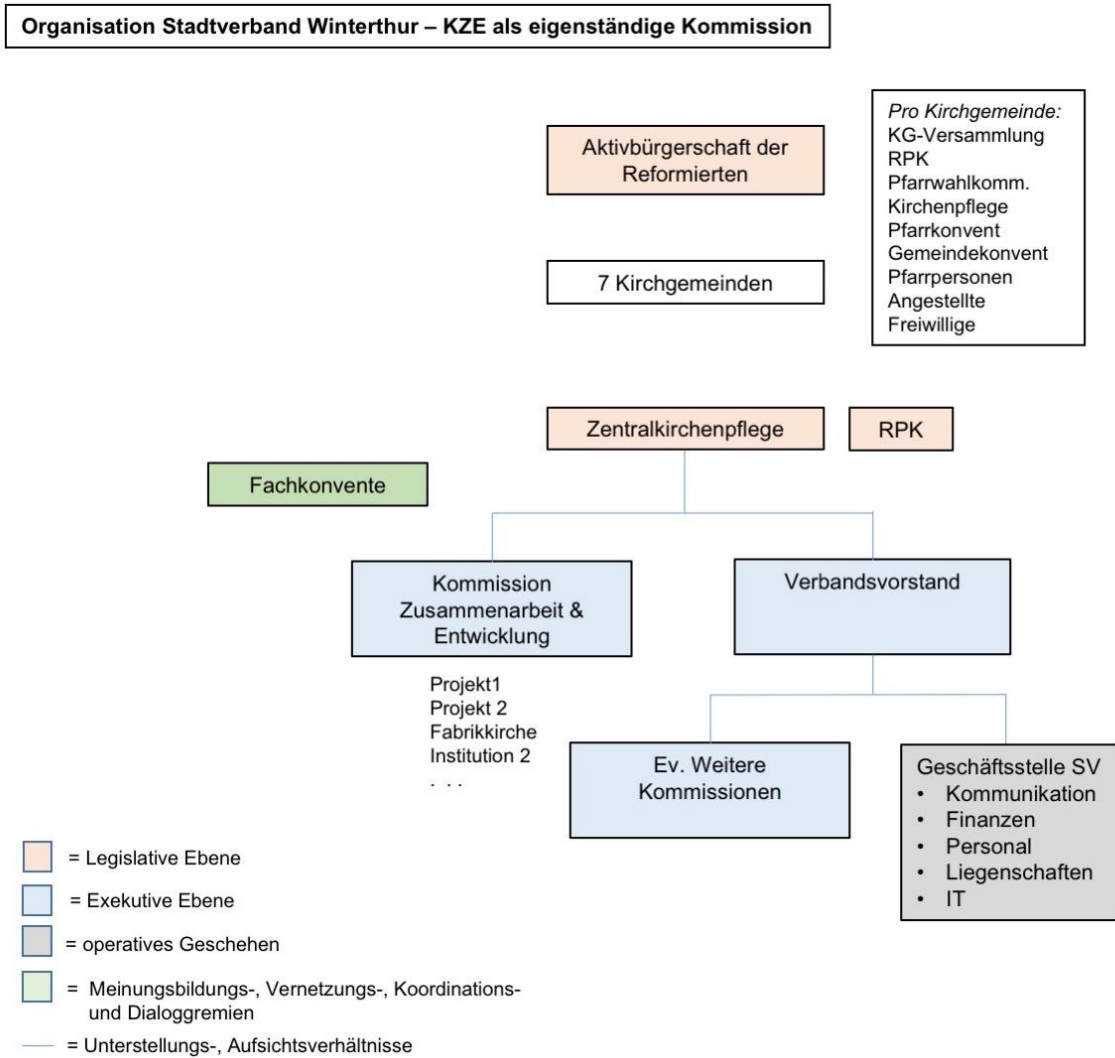 Organisation Stadtverband Winterthur – KZE als eigenständige Kommission
Aktivbürgerschaft der
Reformierten
Pro Kirchgemeinde:
KG-Versammlung
RPK
Pfarrwahlkomm.
Kirchenpflege
Pfarrkonvent
Gemeindekonvent
Pfarrpersonen
Angestellte
Freiwillige
7 Kirchgemeinden
Zentralkirchenpflege
RPK
Fachkonvente
Kommission
Zusammenarbeit &
Entwicklung
Verbandsvorstand
Projekt1
Projekt 2
Fabrikkirche
Institution 2
. . .
Ev. Weitere
Kommissionen
Geschäftsstelle SV
• Kommunikation
• Finanzen
• Personal
• Liegenschaften
• IT
= Legislative Ebene
= Exekutive Ebene
= operatives Geschehen
= Meinungsbildungs-, Vernetzungs-, Koordinations-
und Dialoggremien
= Unterstellungs-, Aufsichtsverhältnisse